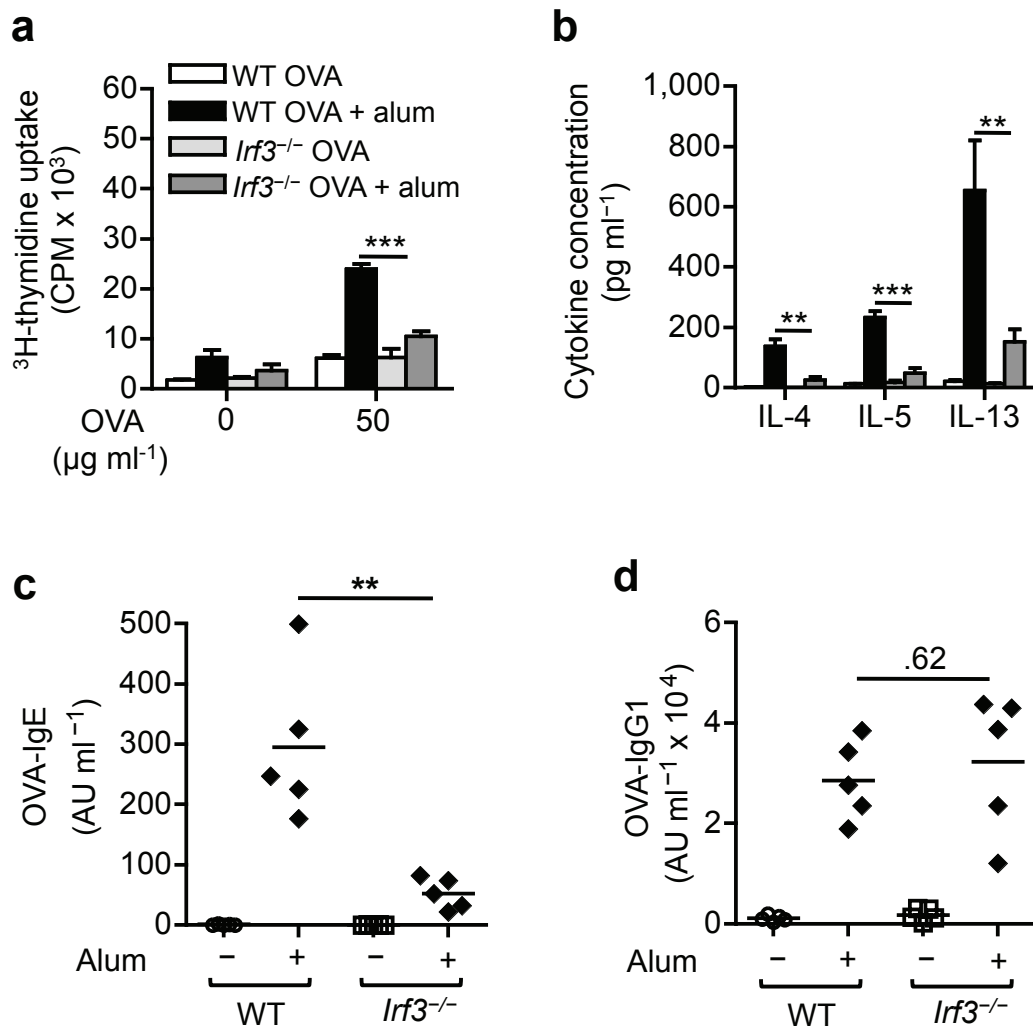 a
³H-thymidine uptake
(CPM x 10³)
60
50
40
30
20
10
0
WT OVA
WT OVA + alum
Irf3⁻/⁻ OVA
Irf3⁻/⁻ OVA + alum
***
OVA
(µg ml⁻¹)
0
50
b
Cytokine concentration
(pg ml⁻¹)
1,000
800
600
400
200
0
**
***
**
IL-4
IL-5
IL-13
c
OVA-IgE
(AU ml⁻¹)
500
400
300
200
100
0
**
Alum
–
+
–
+
WT
Irf3⁻/⁻
d
OVA-IgG1
(AU ml⁻¹ x 10⁴)
6
4
2
0
.62
Alum
–
+
–
+
WT
Irf3⁻/⁻